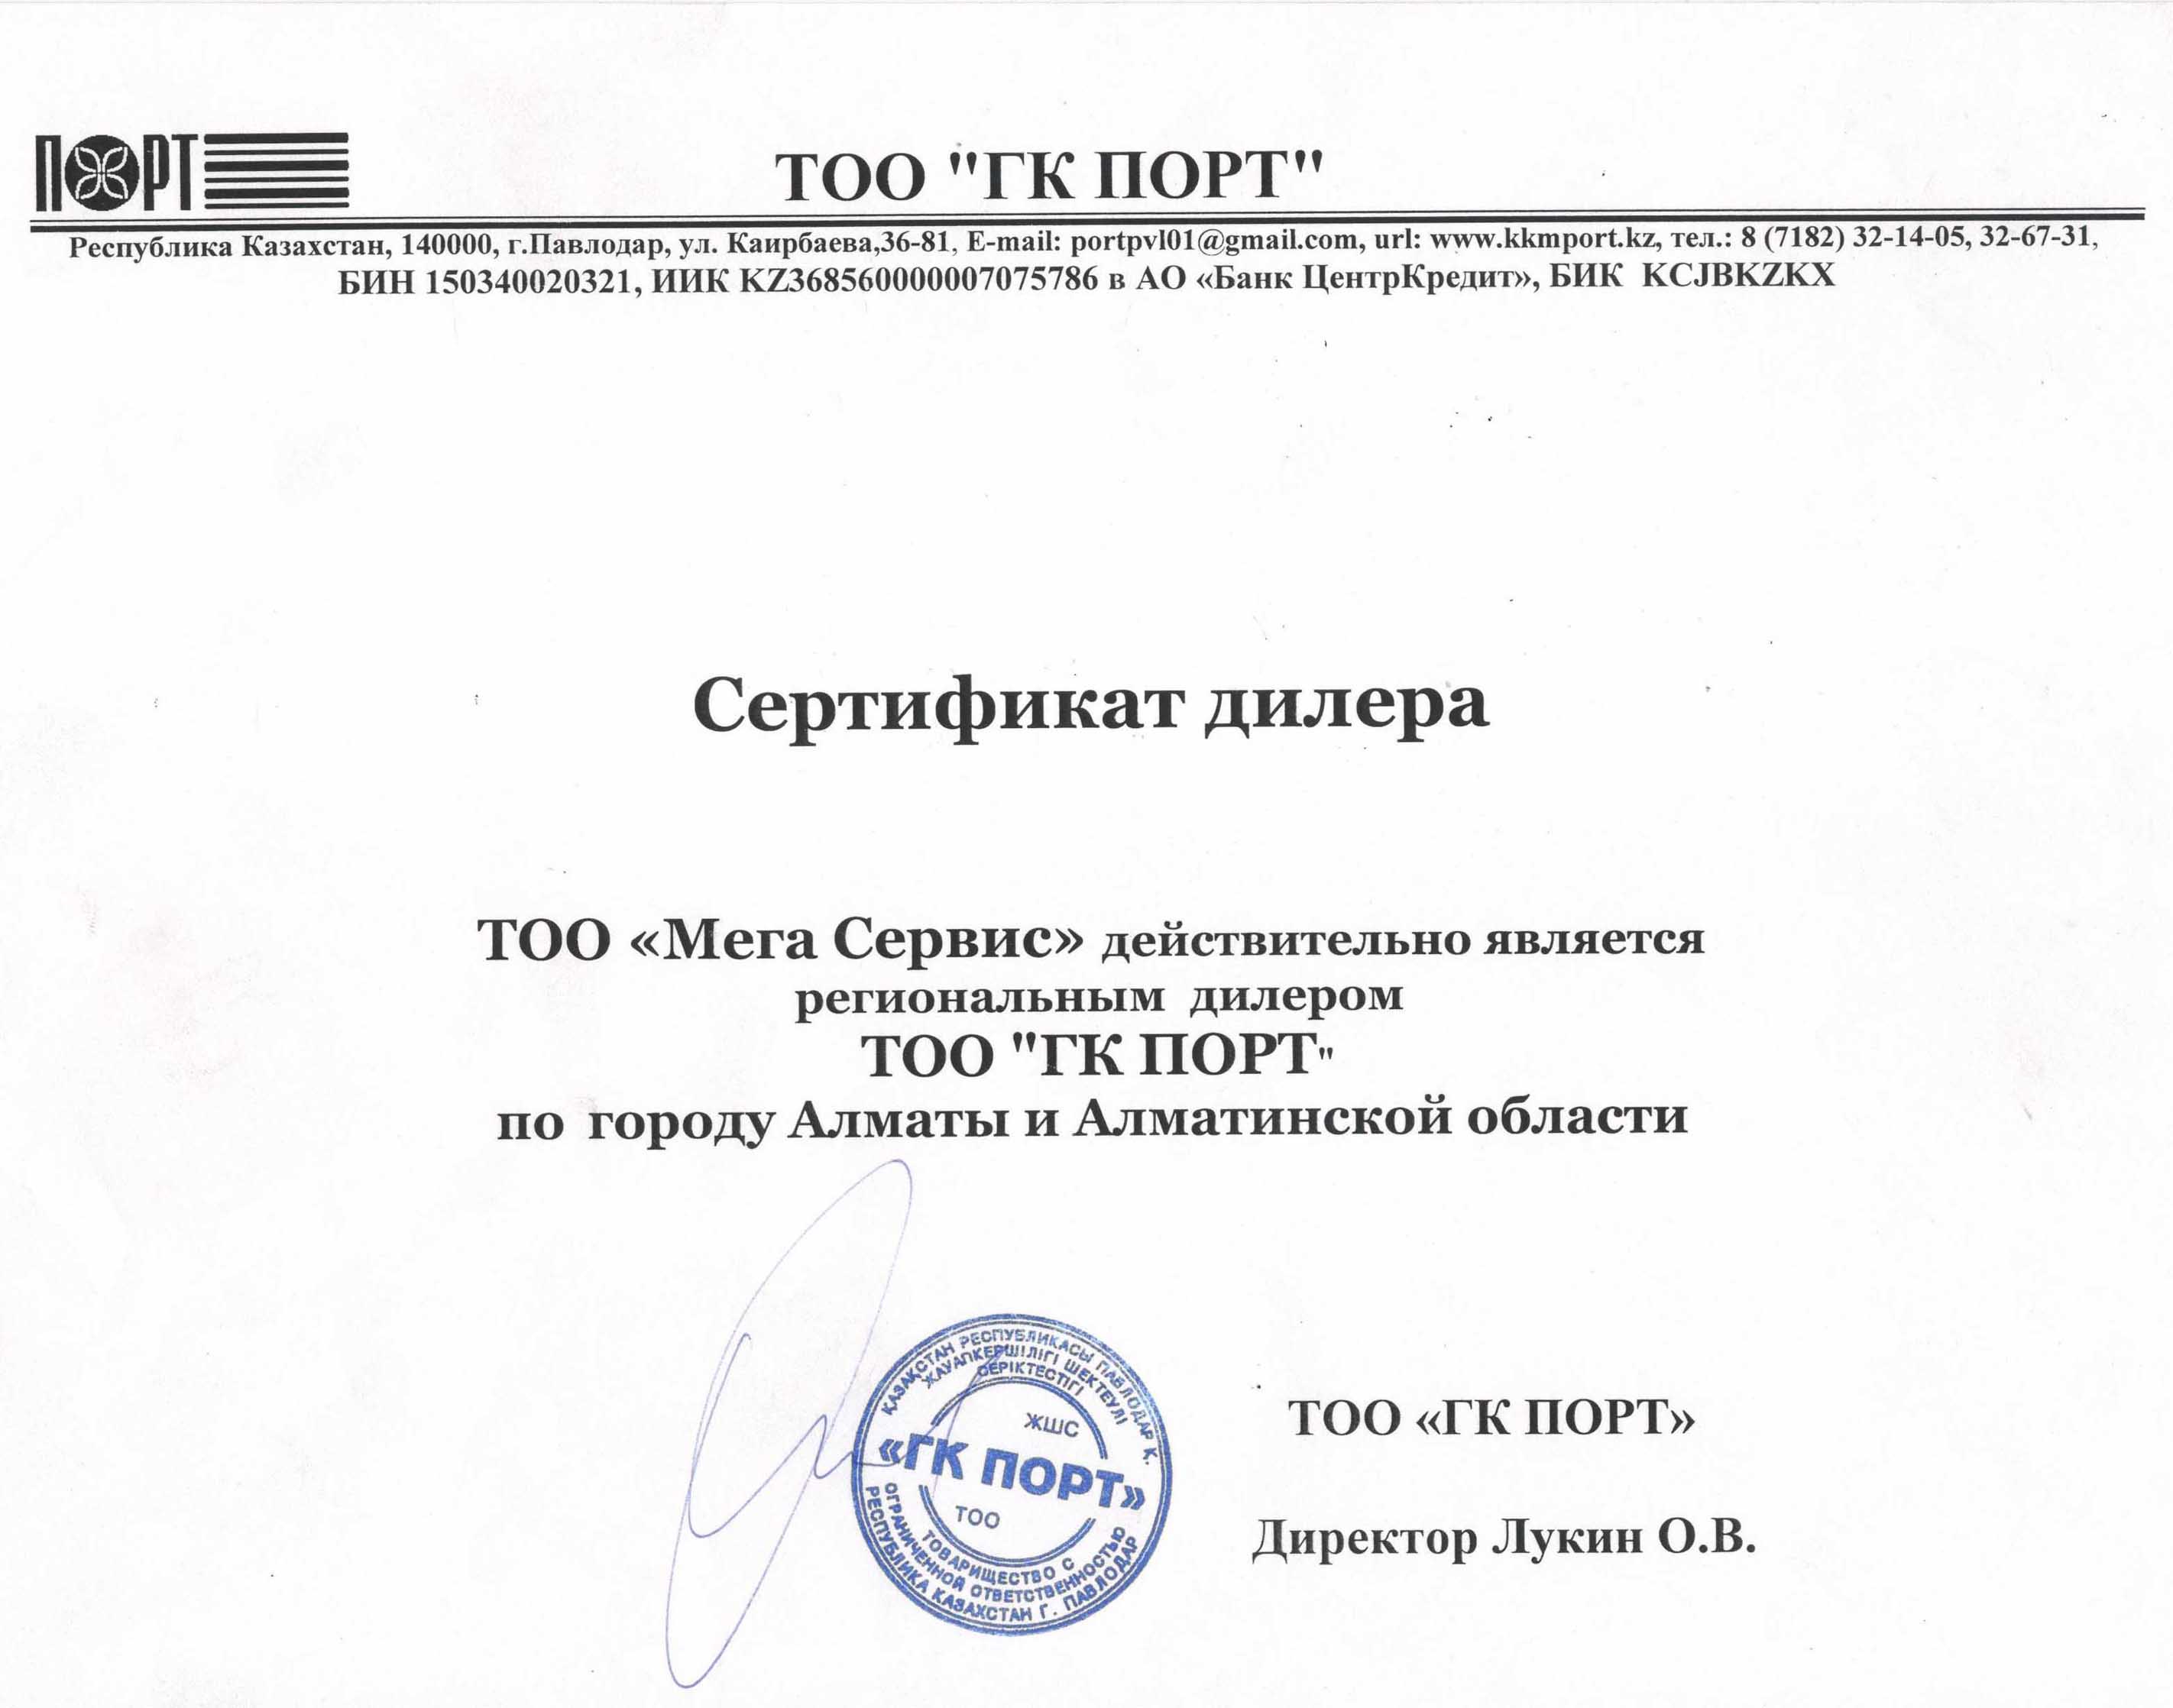 ПОРТ
ТОО "ГК ПОРТ"
Республика Казахстан, 140000, г.Павлодар, ул. Каирбаева,36-81, E-mail: portpvl01@gmail.com, url: www.kkmport.kz, тел.: 8 (7182) 32-14-05, 32-67-31,
БИН 150340020321, ИИК KZ368560000007075786 в АО «Банк ЦентрКредит», БИК KCJBKZKX
Сертификат дилера
ТОО «Мега Сервис» действительно является
региональным дилером
ТОО "ГК ПОРТ"
по городу Алматы и Алматинской области
ҚАЗАҚСТАН РЕСПУБЛИКАСЫ ПАВЛОДАР Қ.
ЖАУАПКЕРШІЛІГІ ШЕКТЕУЛІ
СЕРІКТЕСТІГІ
ЖШС
«ГК ПОРТ»
ТОО
ТОВАРИЩЕСТВО С
ОГРАНИЧЕННОЙ ОТВЕТСТВЕННОСТЬЮ
РЕСПУБЛИКА КАЗАХСТАН Г. ПАВЛОДАР
ТОО «ГК ПОРТ»
Директор Лукин О.В.